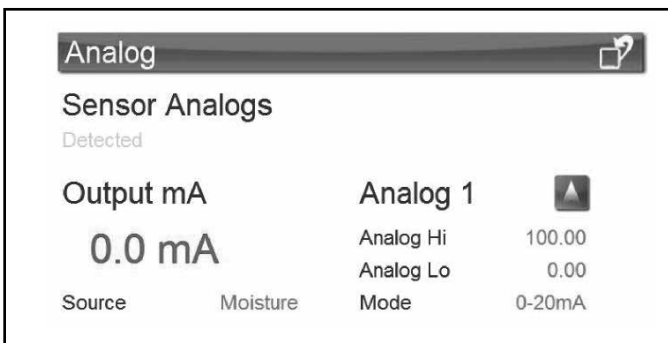 Analog
Sensor Analogs
Detected
Output mA
Analog 1
0.0 mA
Analog Hi 100.00
Analog Lo 0.00
Source Moisture
Mode 0-20mA